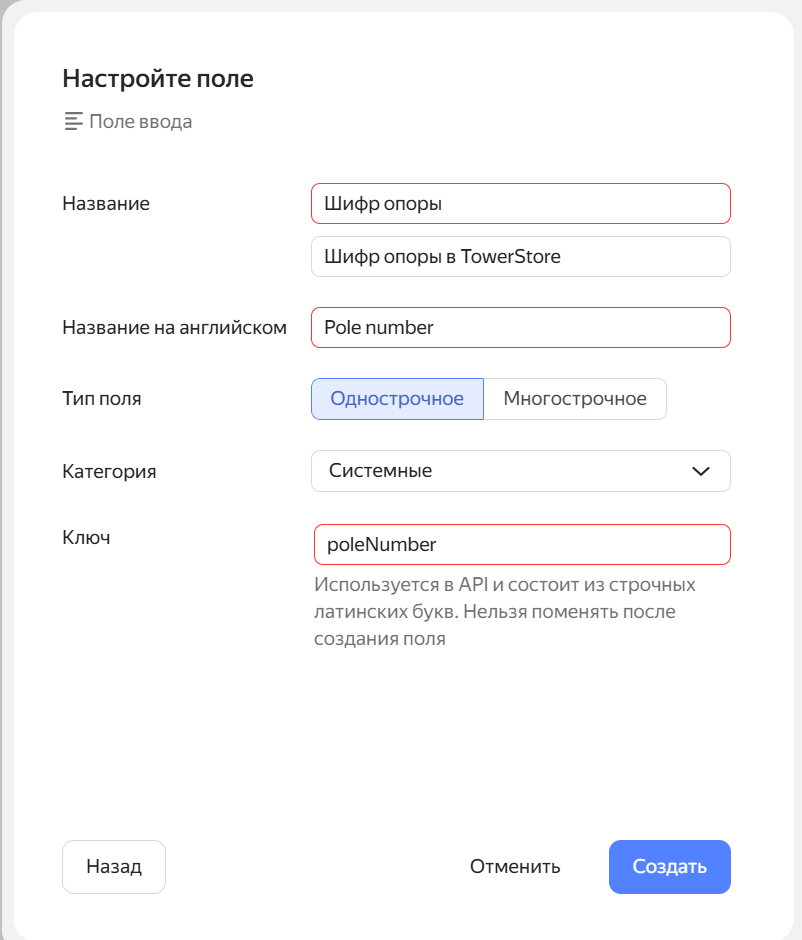 Настройте поле
Поле ввода
Название
Шифр опоры
Шифр опоры в TowerStore
Название на английском
Pole number
Тип поля
Однострочное
Многострочное
Категория
Системные
Ключ
poleNumber
Используется в API и состоит из строчных
латинских букв. Нельзя поменять после
создания поля
Назад
Отменить
Создать